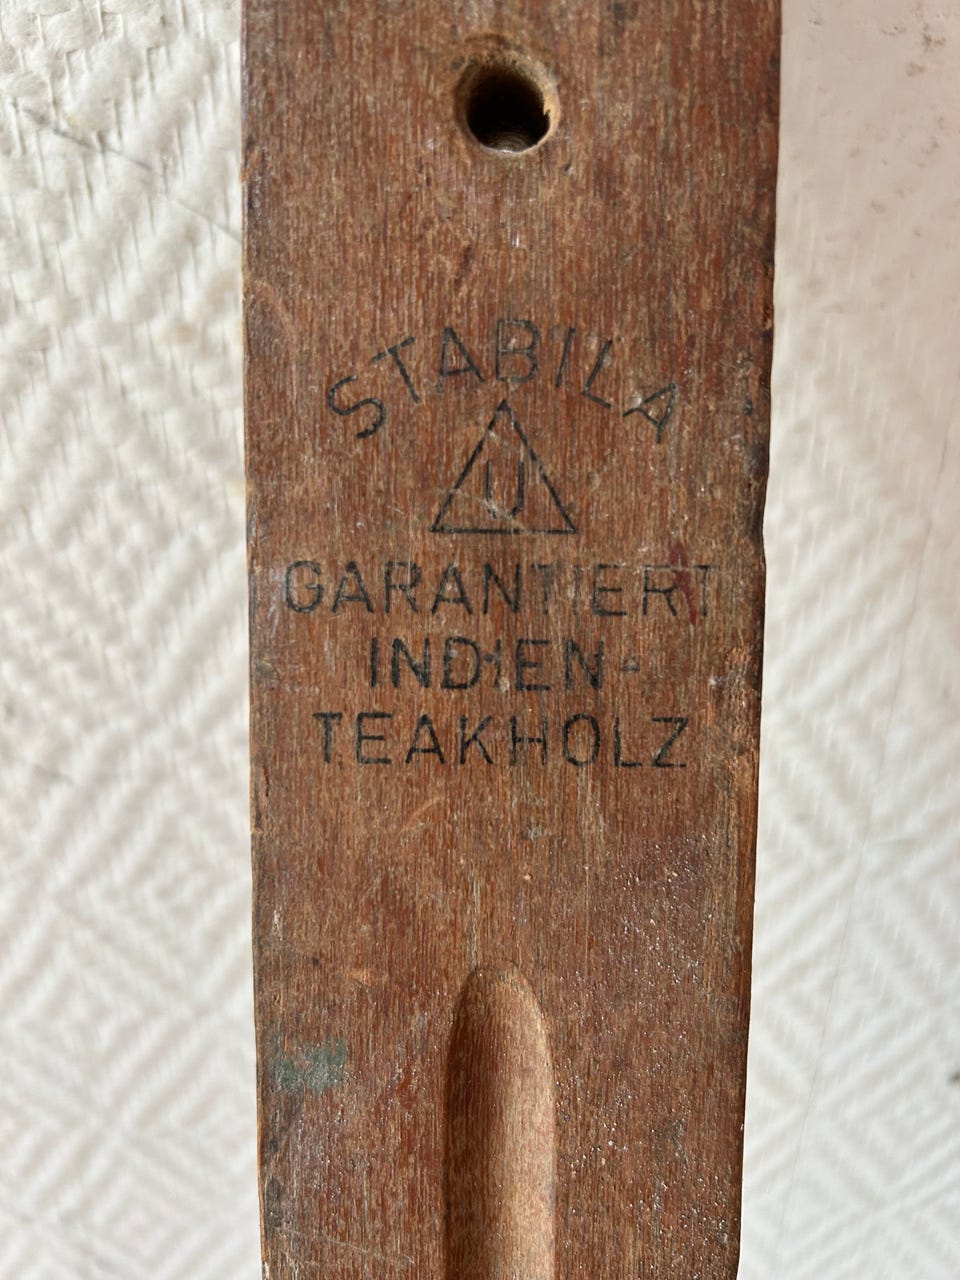 STABILA
U
GARANTIERT
INDIEN-
TEAKHOLZ